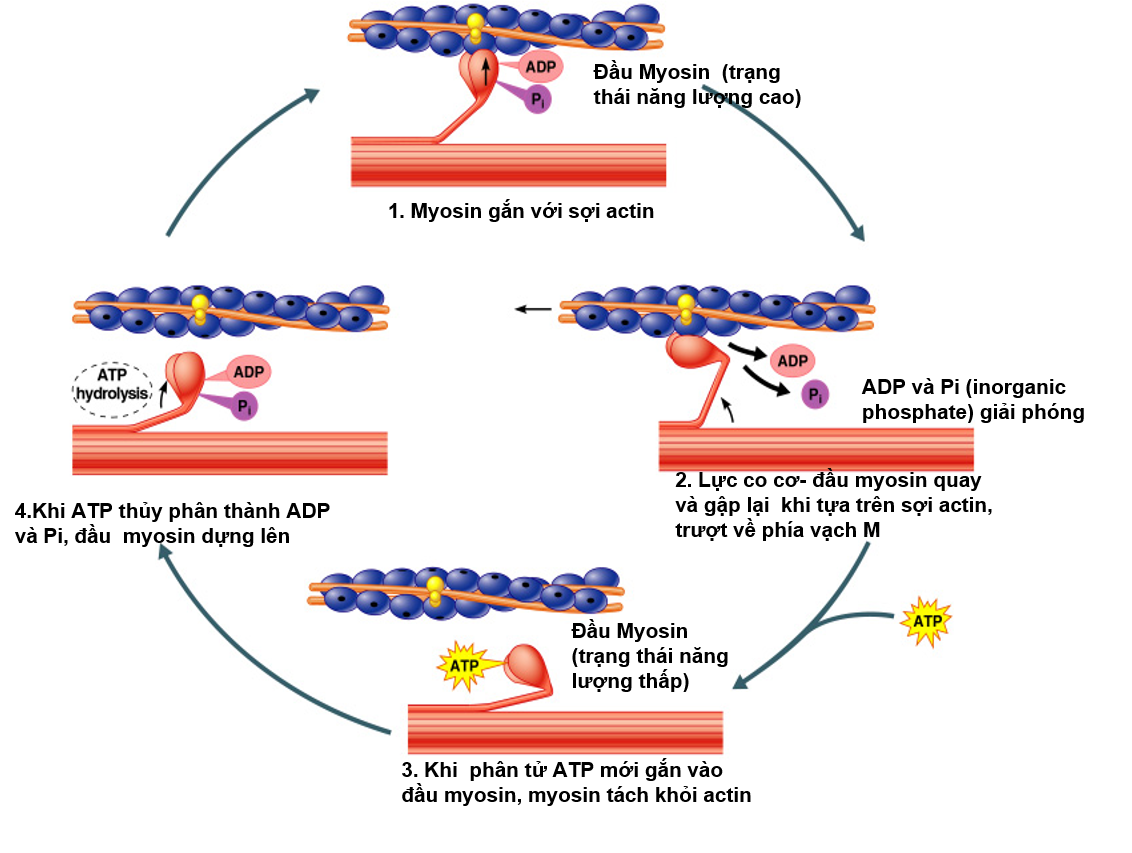 ADP
Pi
Đầu Myosin (trạng
thái năng lượng cao)
1. Myosin gắn với sợi actin
ADP
Pi
ADP và Pi (inorganic
phosphate) giải phóng
2. Lực co cơ- đầu myosin quay
và gập lại khi tựa trên sợi actin,
trượt về phía vạch M
ATP
Đầu Myosin
(trạng thái năng
lượng thấp)
ATP
3. Khi phân tử ATP mới gắn vào
đầu myosin, myosin tách khỏi actin
ATP
hydrolysis
ADP
Pi
4.Khi ATP thủy phân thành ADP
và Pi, đầu myosin dựng lên